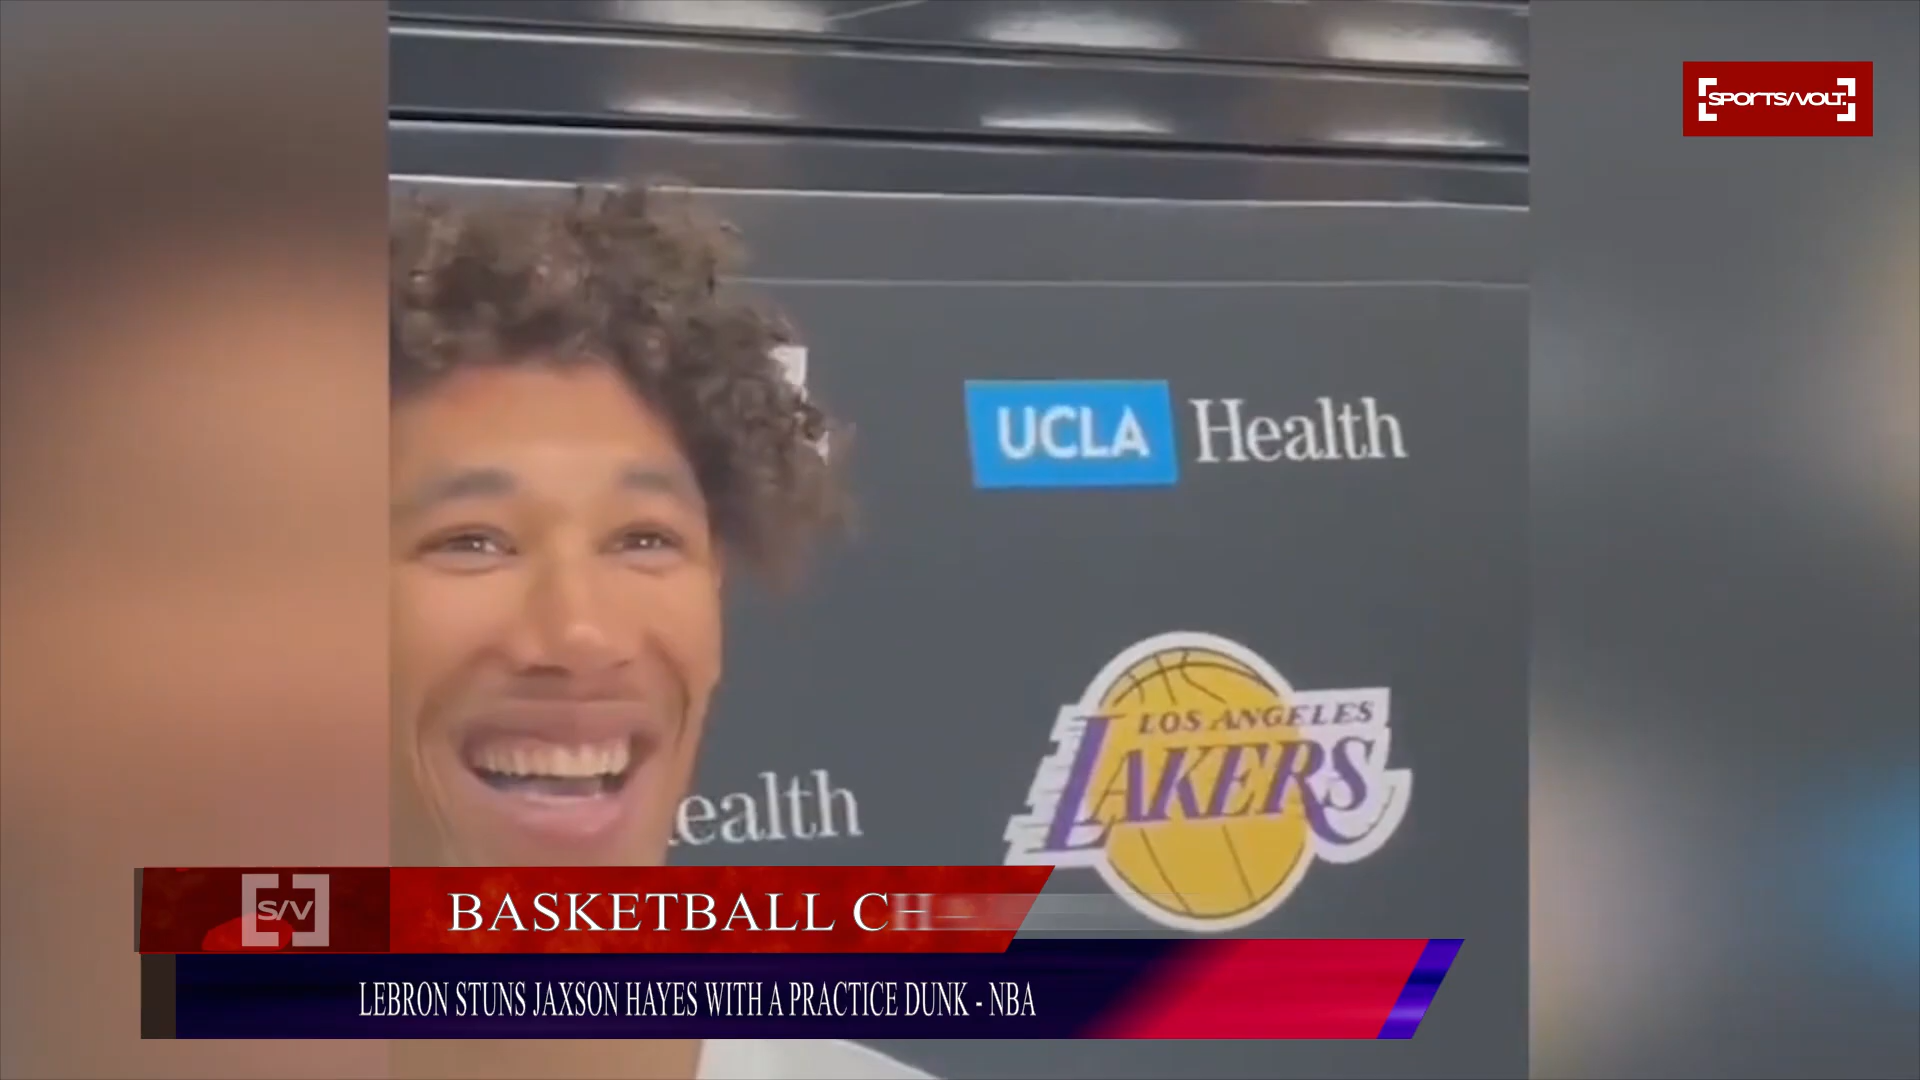 [SPORTS/VOLT.]
UCLA Health
LOS ANGELES
LAKERS
ealth
S/V
BASKETBALL CH
LEBRON STUNS JAXSON HAYES WITH A PRACTICE DUNK - NBA